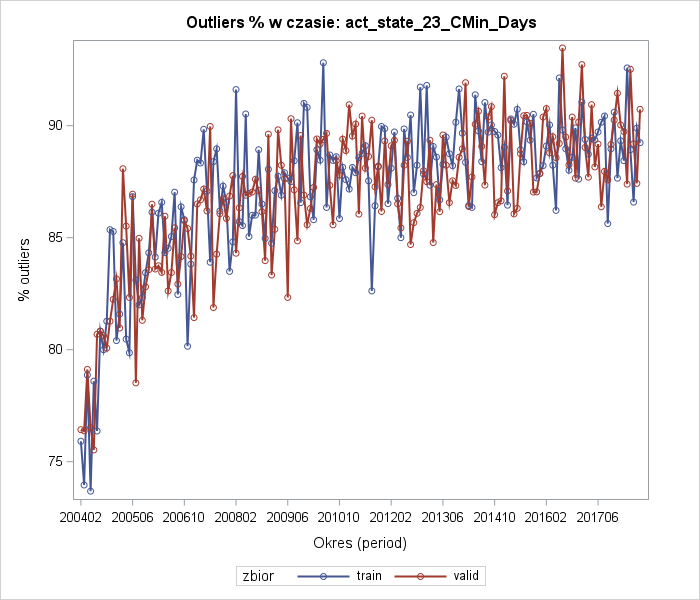 Outliers % w czasie: act_state_23_CMin_Days
% outliers
90
85
80
75
200402 200506 200610 200802 200906 201010 201202 201306 201410 201602 201706
Okres (period)
zbior train valid